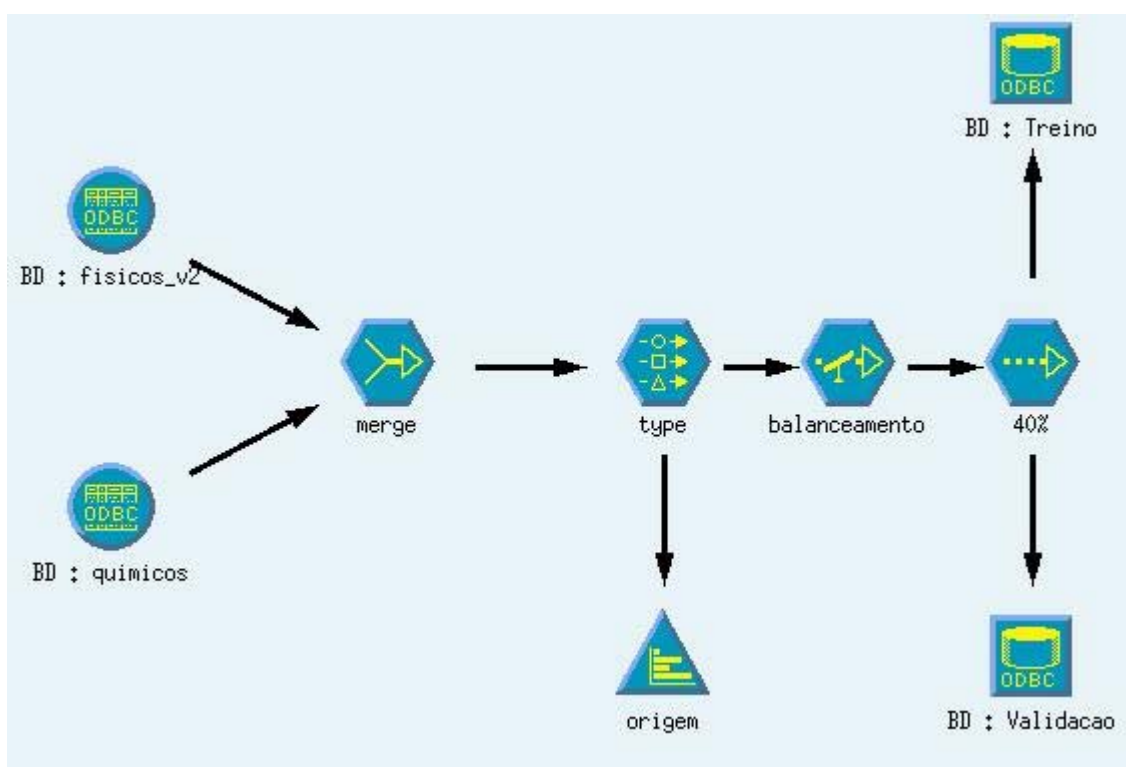 ODBC
BD : Treino
ODBC
BD : fisicos_v2
merge
type
balanceamento
40%
ODBC
BD : quimicos
origem
ODBC
BD : Validacao